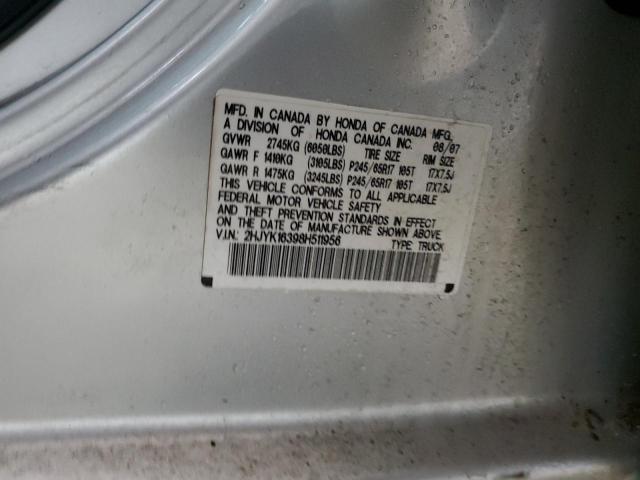 MFD. IN CANADA BY HONDA OF CANADA MFG.
A DIVISION OF HONDA CANADA INC. 08/07
GVWR 2745KG (6050LBS) TIRE SIZE RIM SIZE
GAWR F 1410KG (3105LBS) P245/65R17 105T 17X7.5J
GAWR R 1475KG (3245LBS) P245/65R17 105T 17X7.5J
THIS VEHICLE CONFORMS TO ALL APPLICABLE
FEDERAL MOTOR VEHICLE SAFETY
AND THEFT PREVENTION STANDARDS IN EFFECT
ON THE DATE OF MANUFACTURE SHOWN ABOVE.
V.I.N.: 2HJYK16398H511956 TYPE: TRUCK